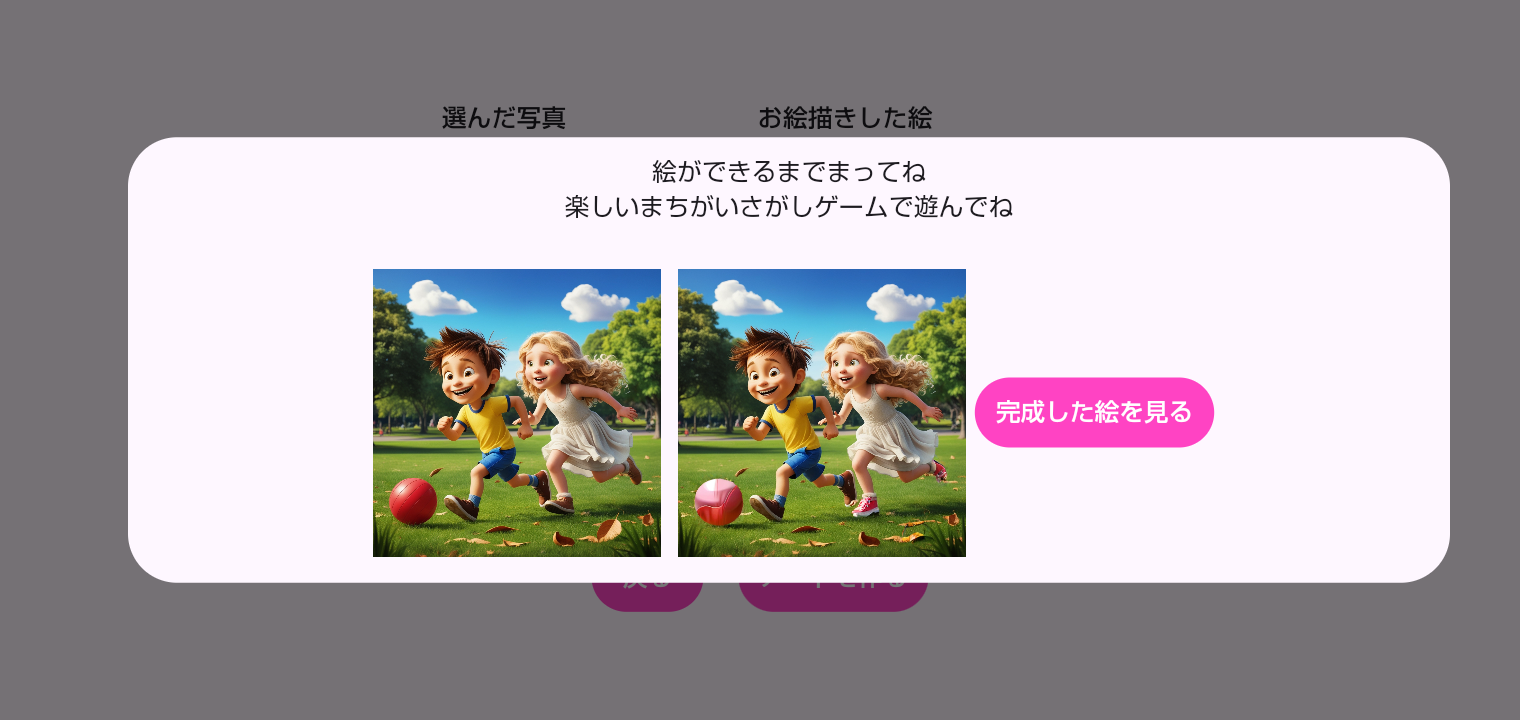 選んだ写真
お絵描きした絵
絵ができるまでまってね
楽しいまちがいさがしゲームで遊んでね
完成した絵を見る